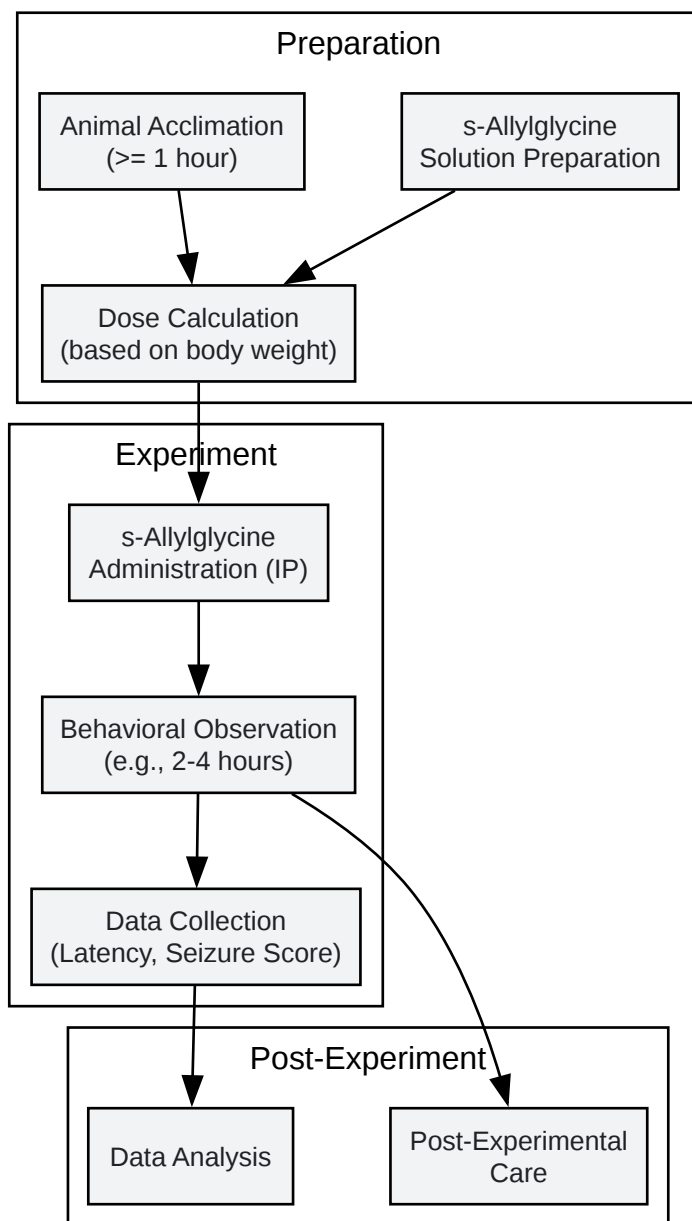 Preparation
Animal Acclimation
(>= 1 hour)
s-Allylglycine
Solution Preparation
Dose Calculation
(based on body weight)
Experiment
s-Allylglycine
Administration (IP)
Behavioral Observation
(e.g., 2-4 hours)
Data Collection
(Latency, Seizure Score)
Post-Experiment
Data Analysis
Post-Experimental
Care